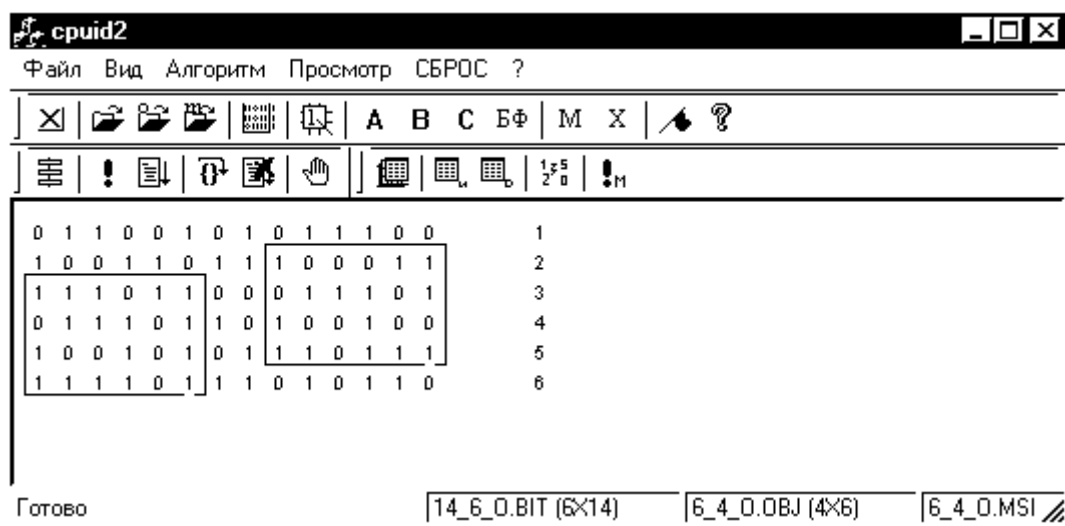 cpuid2
Файл Вид Алгоритм Просмотр СБРОС ?
A B C БФ M X
M
0 1 1 0 0 1 0 1 0 1 1 1 0 0 1
1 0 0 1 1 0 1 1 1 0 0 0 1 1 2
1 1 1 0 1 1 0 0 0 1 1 1 0 1 3
0 1 1 1 0 1 1 0 1 0 0 1 0 0 4
1 0 0 1 0 1 0 1 1 1 0 1 1 1 5
1 1 1 1 0 1 1 1 0 1 0 1 1 0 6
Готово 14_6_0.BIT (6X14) 6_4_0.OBJ (4X6) 6_4_0.MSI